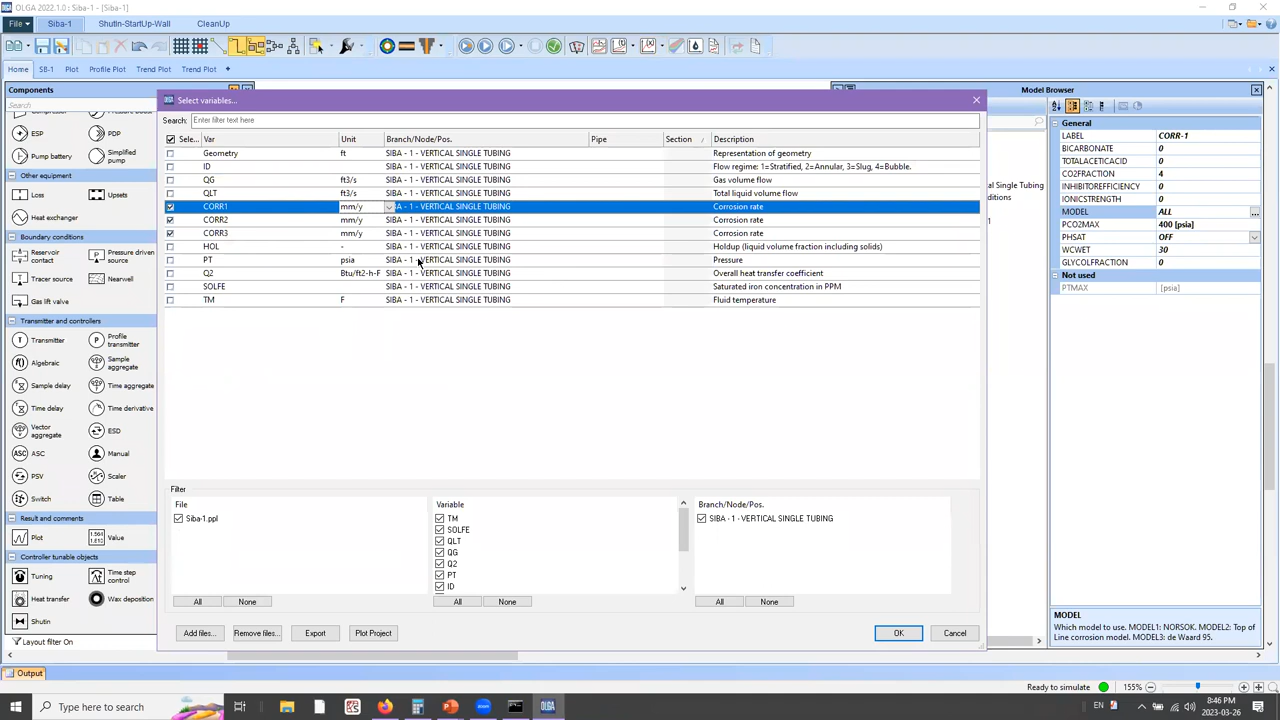 OLGA 2022.1.0 - Siba-1 - [Siba-1]
File
Siba-1
ShutIn-StartUp-Wall
CleanUp
Home
SB-1
Plot
Profile Plot
Trend Plot
Trend Plot
Components
Search
ESP
PDP
Pump battery
Simplified pump
Other equipment
Loss
Upsets
Heat exchanger
Boundary conditions
Reservoir contact
Pressure driven source
Tracer source
Nearwell
Gas lift valve
Transmitter and controllers
Transmitter
Profile transmitter
Algebraic
Sample aggregate
Sample delay
Time aggregate
Time delay
Time derivative
Vector aggregate
ESD
ASC
Manual
PSV
Scaler
Switch
Table
Result and comments
Plot
Value
Controller tunable objects
Tuning
Time step control
Heat transfer
Wax deposition
Shutin
Layout filter On
Output
Select variables...
Search: Enter filter text here
Sele... Var Unit Branch/Node/Pos. Pipe Section Description
Geometry ft SIBA - 1 - VERTICAL SINGLE TUBING Representation of geometry
ID SIBA - 1 - VERTICAL SINGLE TUBING Flow regime: 1=Stratified, 2=Annular, 3=Slug, 4=Bubble.
QG ft3/s SIBA - 1 - VERTICAL SINGLE TUBING Gas volume flow
QLT ft3/s SIBA - 1 - VERTICAL SINGLE TUBING Total liquid volume flow
CORR1 mm/y BA - 1 - VERTICAL SINGLE TUBING Corrosion rate
CORR2 mm/y SIBA - 1 - VERTICAL SINGLE TUBING Corrosion rate
CORR3 mm/y SIBA - 1 - VERTICAL SINGLE TUBING Corrosion rate
HOL - SIBA - 1 - VERTICAL SINGLE TUBING Holdup (liquid volume fraction including solids)
PT psia SIBA - 1 - VERTICAL SINGLE TUBING Pressure
Q2 Btu/ft2-h-F SIBA - 1 - VERTICAL SINGLE TUBING Overall heat transfer coefficient
SOLFE SIBA - 1 - VERTICAL SINGLE TUBING Saturated iron concentration in PPM
TM F SIBA - 1 - VERTICAL SINGLE TUBING Fluid temperature
Filter
File
Siba-1.ppl
All None
Variable
TM
SOLFE
QLT
QG
Q2
PT
ID
All None
Branch/Node/Pos.
SIBA - 1 - VERTICAL SINGLE TUBING
All None
Add files... Remove files... Export Plot Project OK Cancel
Single Tubing
ditions
Model Browser
General
LABEL CORR-1
BICARBONATE 0
TOTALACETICACID 0
CO2FRACTION 4
INHIBITOREFFICIENCY 0
IONICSTRENGTH 0
MODEL ALL ...
PCO2MAX 400 [psia]
PHSAT OFF
WCWET 30
GLYCOLFRACTION 0
Not used
PTMAX [psia]
MODEL
Which model to use. MODEL1: NORSOK. MODEL2: Top of Line corrosion model. MODEL3: de Waard 95.
Ready to simulate 155%
Type here to search
OLGA
EN
8:46 PM
2023-03-26